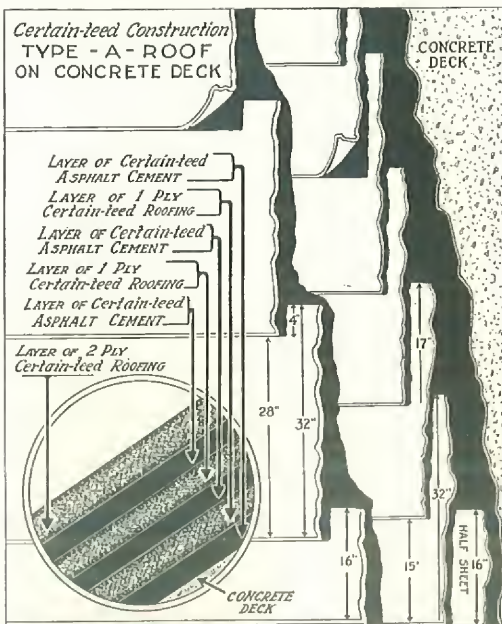 Certain-teed Construction
TYPE - A - ROOF
ON CONCRETE DECK
CONCRETE
DECK
LAYER OF Certain-teed
ASPHALT CEMENT
LAYER OF 1 PLY
Certain-teed ROOFING
LAYER OF Certain-teed
ASPHALT CEMENT
LAYER OF 1 PLY
Certain-teed ROOFING
LAYER OF Certain-teed
ASPHALT CEMENT
LAYER OF 2 PLY
Certain-teed ROOFING
4"
17"
28"
32"
32"
16"
15'
HALF SHEET
16"
CONCRETE
DECK